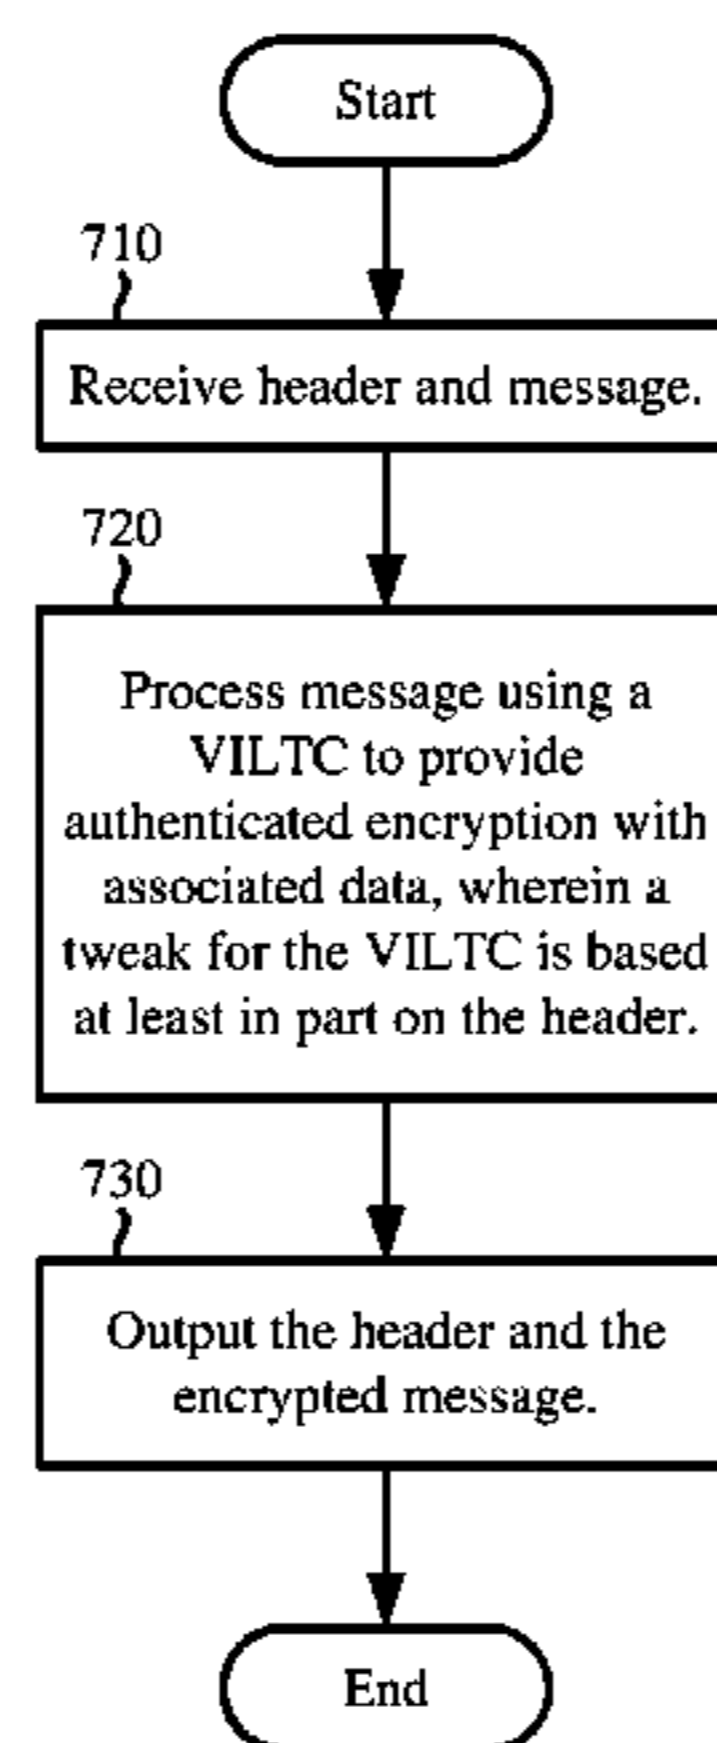 Start
710
Receive header and message.
720
Process message using a
VILTC to provide
authenticated encryption with
associated data, wherein a
tweak for the VILTC is based
at least in part on the header.
730
Output the header and the
encrypted message.
End